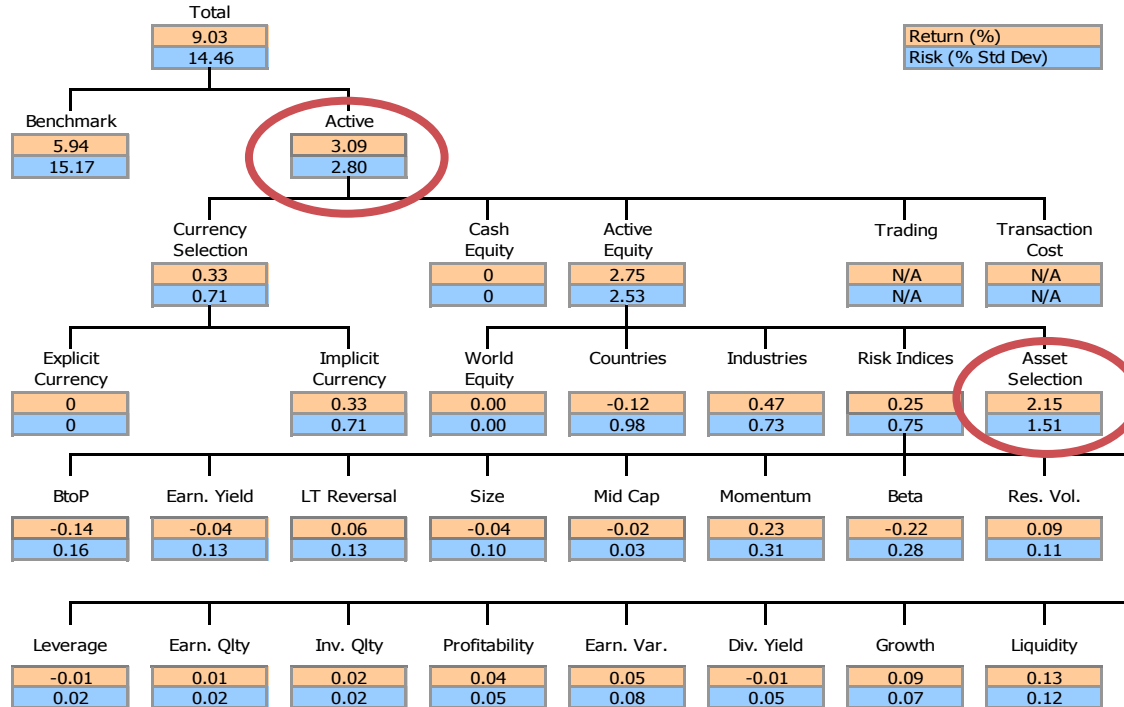 Total
9.03
14.46
Return (%)
Risk (% Std Dev)
Benchmark
5.94
15.17
Active
3.09
2.80
Currency
Selection
0.33
0.71
Cash
Equity
0
0
Active
Equity
2.75
2.53
Trading
N/A
N/A
Transaction
Cost
N/A
N/A
Explicit
Currency
0
0
Implicit
Currency
0.33
0.71
World
Equity
0.00
0.00
Countries
-0.12
0.98
Industries
0.47
0.73
Risk Indices
0.25
0.75
Asset
Selection
2.15
1.51
BtoP
-0.14
0.16
Earn. Yield
-0.04
0.13
LT Reversal
0.06
0.13
Size
-0.04
0.10
Mid Cap
-0.02
0.03
Momentum
0.23
0.31
Beta
-0.22
0.28
Res. Vol.
0.09
0.11
Leverage
-0.01
0.02
Earn. Qlty
0.01
0.02
Inv. Qlty
0.02
0.02
Profitability
0.04
0.05
Earn. Var.
0.05
0.08
Div. Yield
-0.01
0.05
Growth
0.09
0.07
Liquidity
0.13
0.12